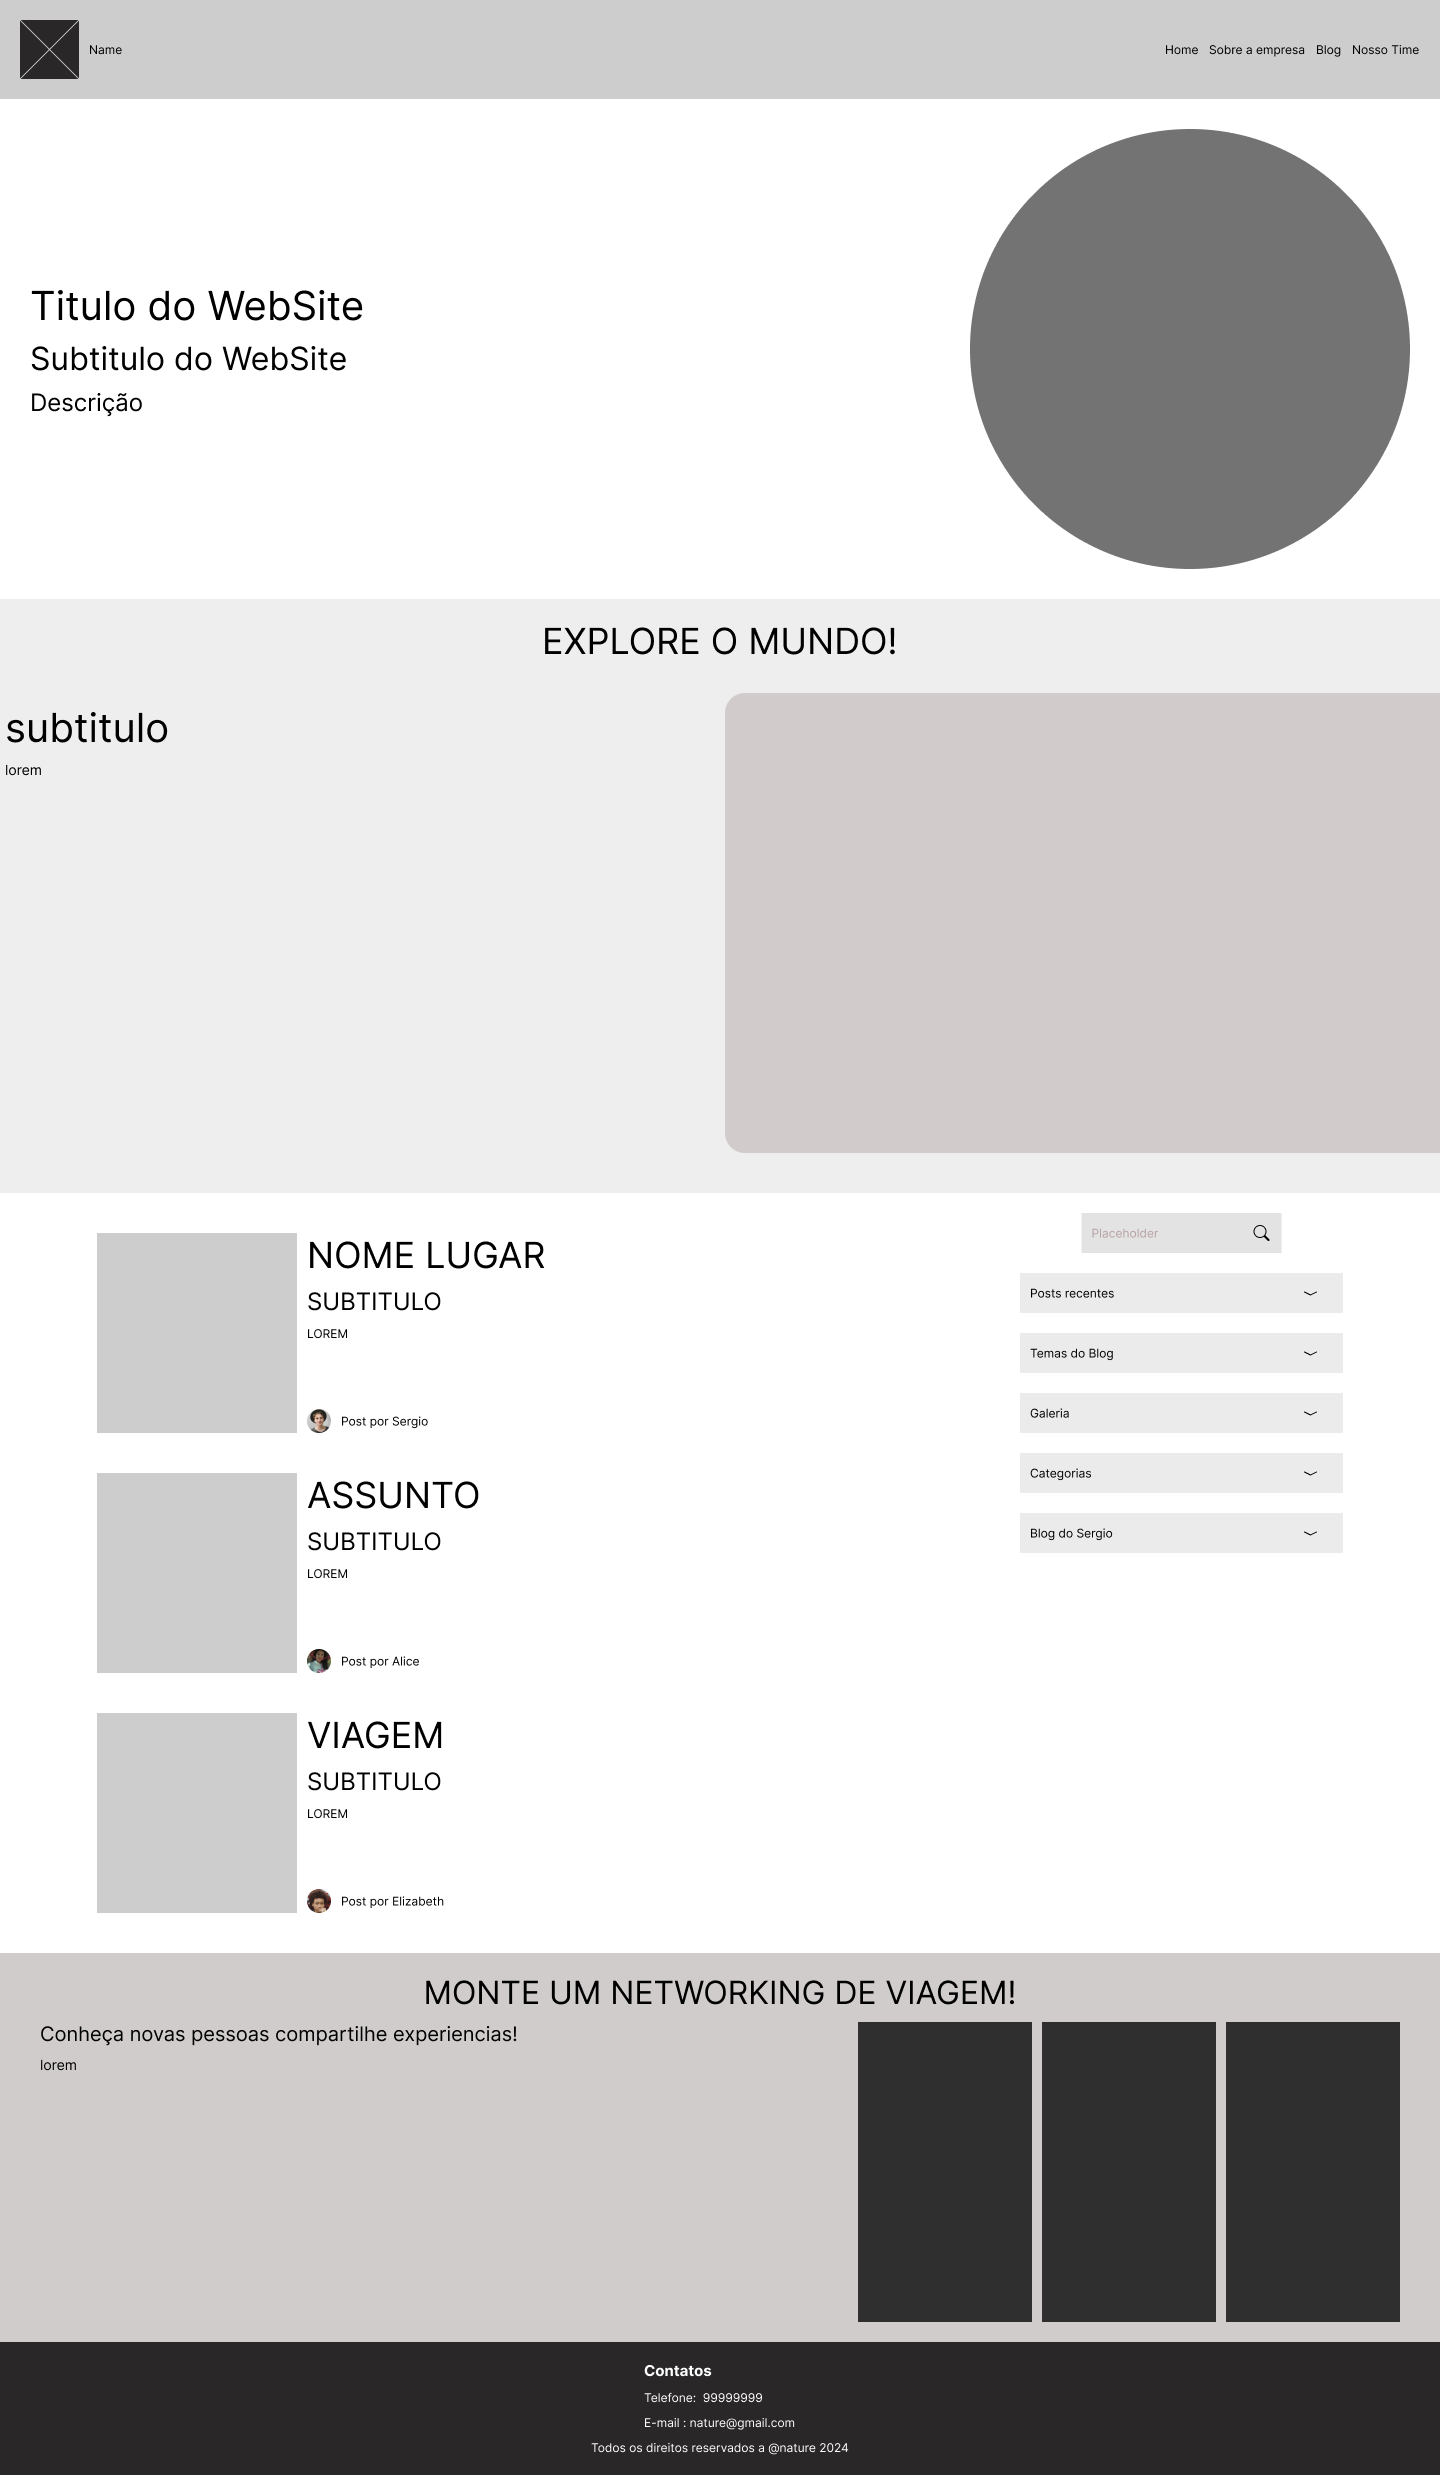 Name
Home Sobre a empresa Blog Nosso Time
Titulo do WebSite
Subtitulo do WebSite
Descrição
EXPLORE O MUNDO!
subtitulo
lorem
NOME LUGAR
SUBTITULO
LOREM
Post por Sergio
ASSUNTO
SUBTITULO
LOREM
Post por Alice
VIAGEM
SUBTITULO
LOREM
Post por Elizabeth
Placeholder
Posts recentes
Temas do Blog
Galeria
Categorias
Blog do Sergio
MONTE UM NETWORKING DE VIAGEM!
Conheça novas pessoas compartilhe experiencias!
lorem
Contatos
Telefone: 99999999
E-mail : nature@gmail.com
Todos os direitos reservados a @nature 2024